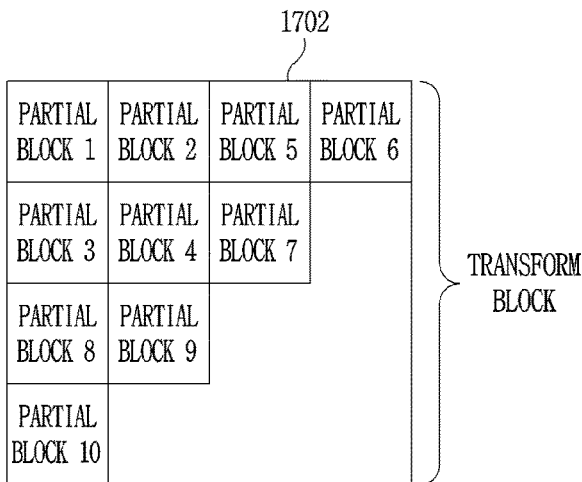 1702
PARTIAL BLOCK 1
PARTIAL BLOCK 2
PARTIAL BLOCK 5
PARTIAL BLOCK 6
PARTIAL BLOCK 3
PARTIAL BLOCK 4
PARTIAL BLOCK 7
TRANSFORM BLOCK
PARTIAL BLOCK 8
PARTIAL BLOCK 9
PARTIAL BLOCK 10